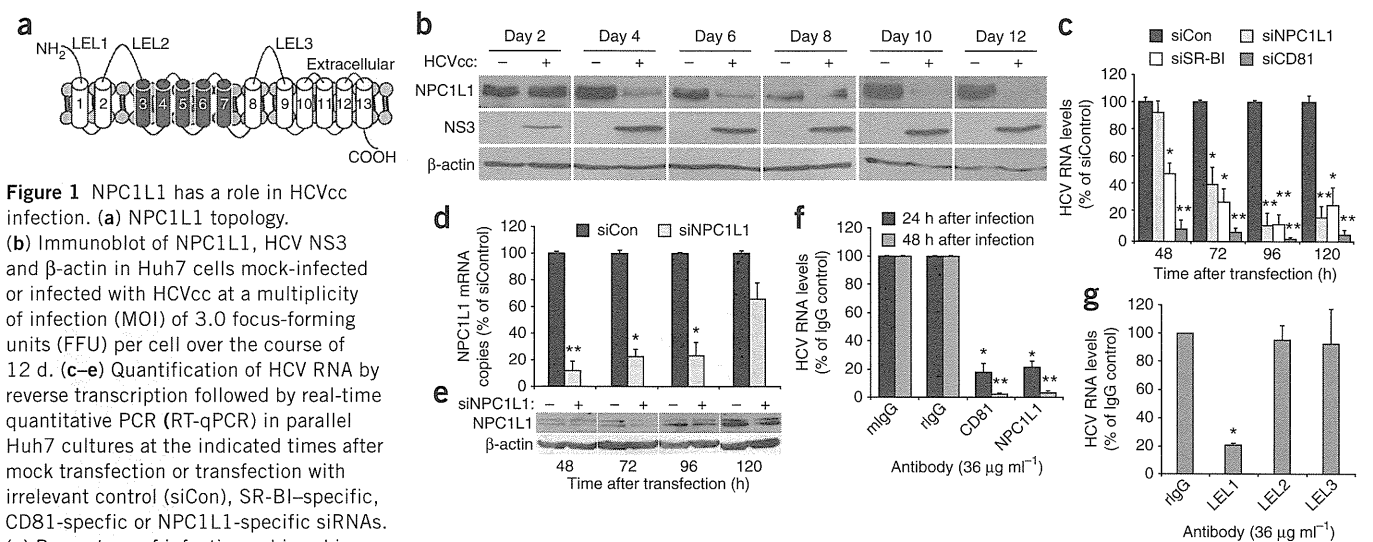 a
NH2 LEL1 LEL2 LEL3
Extracellular
1 2 3 4 5 6 7 8 9 10 11 12 13
COOH
Figure 1 NPC1L1 has a role in HCVcc
infection. (a) NPC1L1 topology.
(b) Immunoblot of NPC1L1, HCV NS3
and β-actin in Huh7 cells mock-infected
or infected with HCVcc at a multiplicity
of infection (MOI) of 3.0 focus-forming
units (FFU) per cell over the course of
12 d. (c–e) Quantification of HCV RNA by
reverse transcription followed by real-time
quantitative PCR (RT-qPCR) in parallel
Huh7 cultures at the indicated times after
mock transfection or transfection with
irrelevant control (siCon), SR-BI–specific,
CD81-specfic or NPC1L1-specific siRNAs.
b
Day 2 Day 4 Day 6 Day 8 Day 10 Day 12
HCVcc: – + – + – + – + – + – +
NPC1L1
NS3
β-actin
c
siCon siNPC1L1
siSR-BI siCD81
HCV RNA levels
(% of siControl)
120
100
80
60
40
20
0
* * * ** ** ** ** ** * **
48 72 96 120
Time after transfection (h)
d
siCon siNPC1L1
NPC1L1 mRNA
copies (% of siControl)
120
100
80
60
40
20
0
** * *
e
siNPC1L1: – + – + – + – +
NPC1L1
β-actin
48 72 96 120
Time after transfection (h)
f
24 h after infection
48 h after infection
HCV RNA levels
(% of IgG control)
120
100
80
60
40
20
0
* ** * **
mIgG rIgG CD81 NPC1L1
Antibody (36 μg ml−1)
g
HCV RNA levels
(% of IgG control)
120
100
80
60
40
20
0
*
rIgG LEL1 LEL2 LEL3
Antibody (36 μg ml−1)